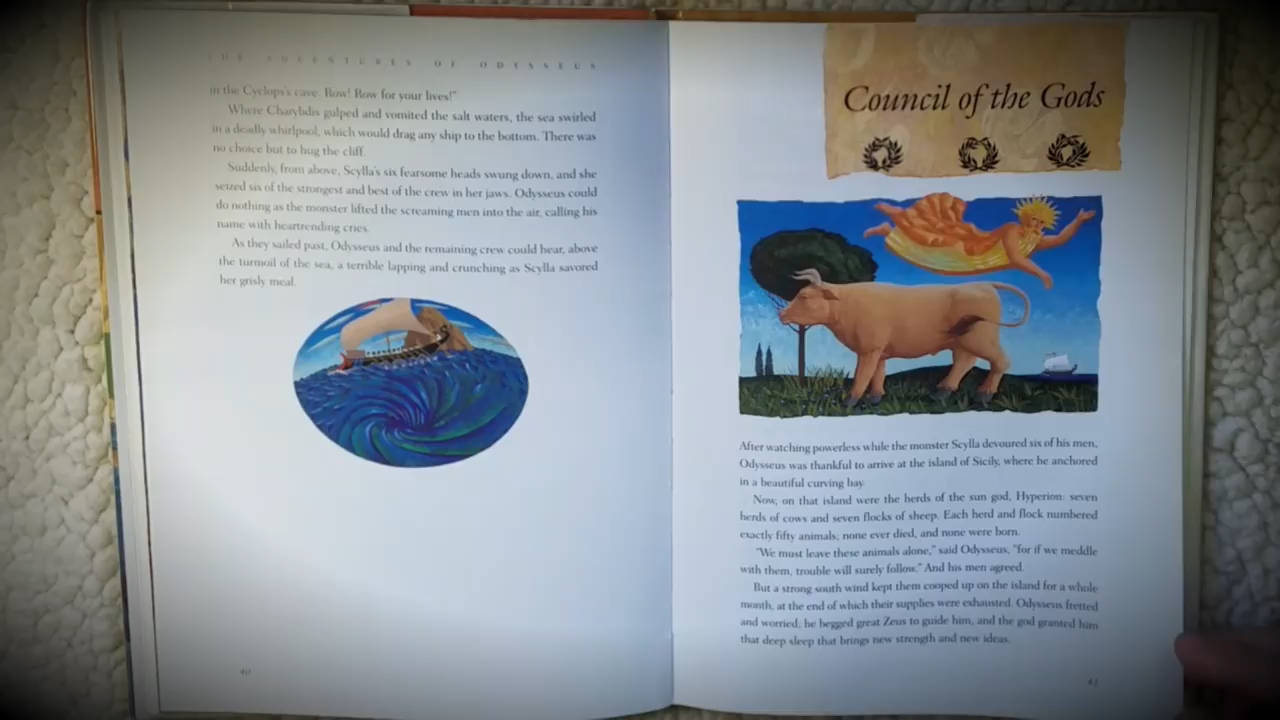 THE ADVENTURES OF ODYSSEUS
in the Cyclops's cave. Row! Row for your lives!"
Where Charybdis gulped and vomited the salt waters, the sea swirled
in a deadly whirlpool, which would drag any ship to the bottom. There was
no choice but to hug the cliff.
Suddenly, from above, Scylla's six fearsome heads swung down, and she
seized six of the strongest and best of the crew in her jaws. Odysseus could
do nothing as the monster lifted the screaming men into the air, calling his
name with heartrending cries.
As they sailed past, Odysseus and the remaining crew could hear, above
the turmoil of the sea, a terrible lapping and crunching as Scylla savored
her grisly meal.
40
Council of the Gods
After watching powerless while the monster Scylla devoured six of his men,
Odysseus was thankful to arrive at the island of Sicily, where he anchored
in a beautiful curving bay.
Now, on that island were the herds of the sun god, Hyperion: seven
herds of cows and seven flocks of sheep. Each herd and flock numbered
exactly fifty animals; none ever died, and none were born.
"We must leave these animals alone," said Odysseus, "for if we meddle
with them, trouble will surely follow." And his men agreed.
But a strong south wind kept them cooped up on the island for a whole
month, at the end of which their supplies were exhausted. Odysseus fretted
and worried; he begged great Zeus to guide him, and the god granted him
that deep sleep that brings new strength and new ideas.